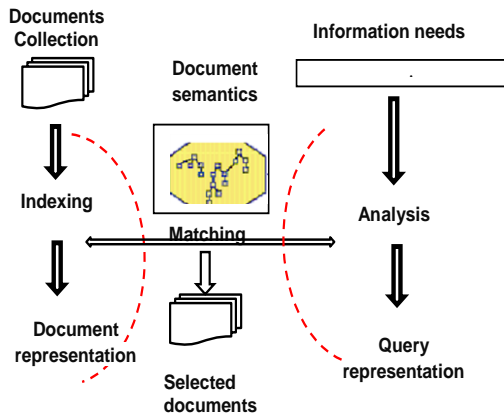 Documents
Collection
Information needs
Document
semantics
.
Indexing
Analysis
Matching
Document
representation
Query
representation
Selected
documents